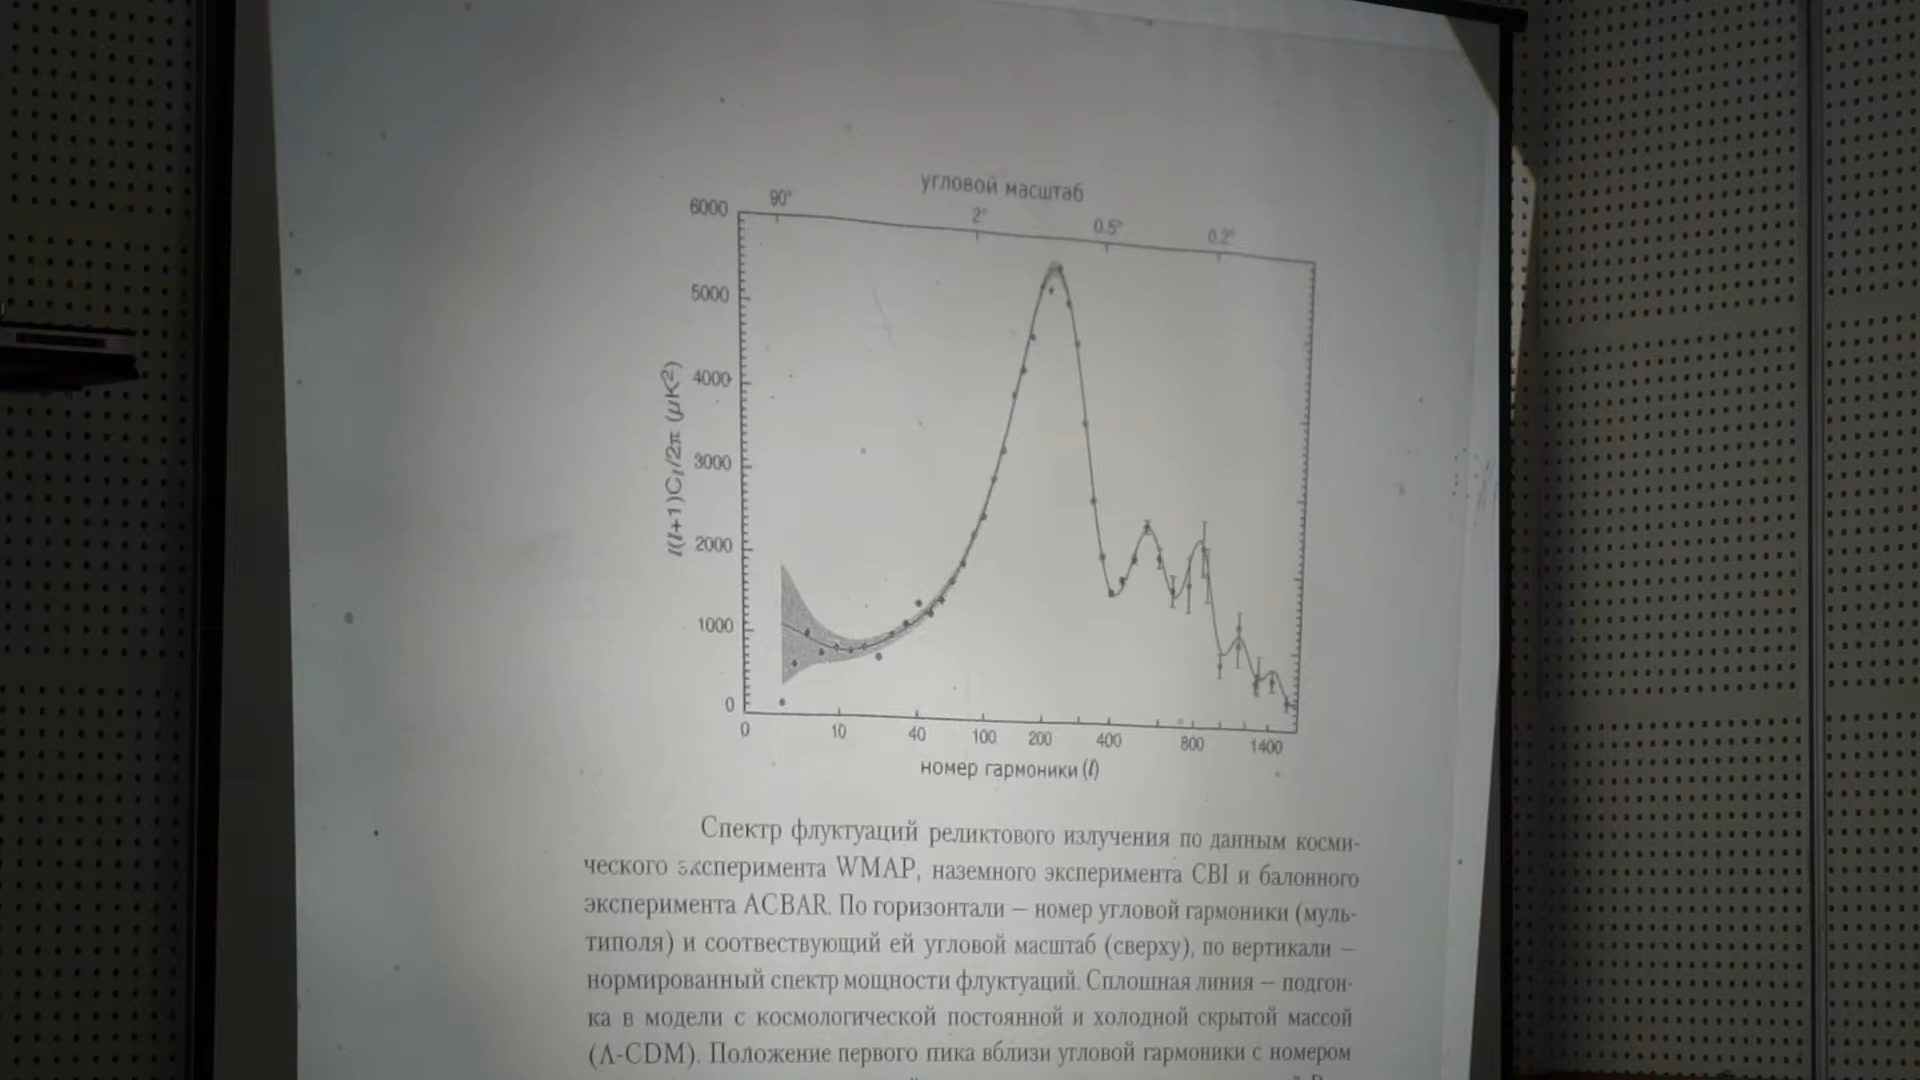 угловой масштаб
90° 2° 0.5° 0.2°
6000
5000
4000
3000
2000
1000
0
l(l+1)Cₗ/2π (μK²)
0 10 40 100 200 400 800 1400
номер гармоники (l)
Спектр флуктуаций реликтового излучения по данным косми-
ческого эксперимента WMAP, наземного эксперимента CBI и балонного
эксперимента ACBAR. По горизонтали – номер угловой гармоники (муль-
типоля) и соотвествующий ей угловой масштаб (сверху), по вертикали –
нормированный спектр мощности флуктуаций. Сплошная линия – подгон-
ка в модели с космологической постоянной и холодной скрытой массой
(Λ-CDM). Положение первого пика вблизи угловой гармоники с номером